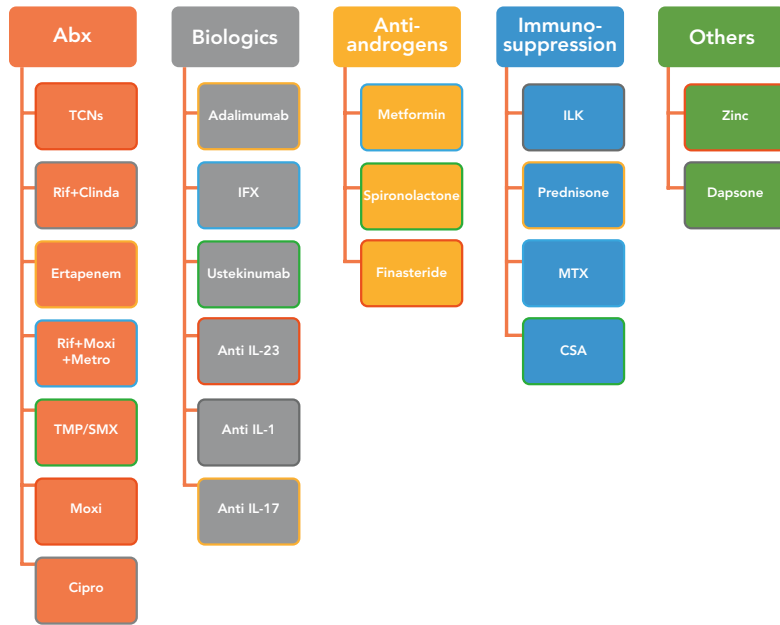 Abx
TCNs
Rif+Clinda
Ertapenem
Rif+Moxi
+Metro
TMP/SMX
Moxi
Cipro
Biologics
Adalimumab
IFX
Ustekinumab
Anti IL-23
Anti IL-1
Anti IL-17
Anti-
androgens
Metformin
Spironolactone
Finasteride
Immuno-
suppression
ILK
Prednisone
MTX
CSA
Others
Zinc
Dapsone